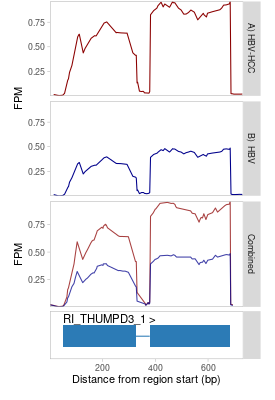 A) HBV-HCC
0.75
0.50
0.25
FPM
B) HBV
0.75
0.50
0.25
Combined
0.75
0.50
0.25
FPM
RI_THUMPD3_1 >
200
400
600
Distance from region start (bp)